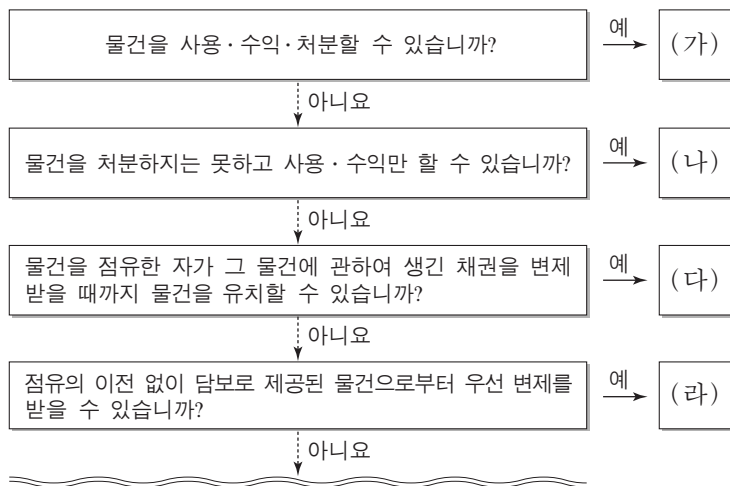 물건을 사용·수익·처분할 수 있습니까?
예
(가)
아니요
물건을 처분하지는 못하고 사용·수익만 할 수 있습니까?
예
(나)
아니요
물건을 점유한 자가 그 물건에 관하여 생긴 채권을 변제
받을 때까지 물건을 유치할 수 있습니까?
예
(다)
아니요
점유의 이전 없이 담보로 제공된 물건으로부터 우선 변제를
받을 수 있습니까?
예
(라)
아니요